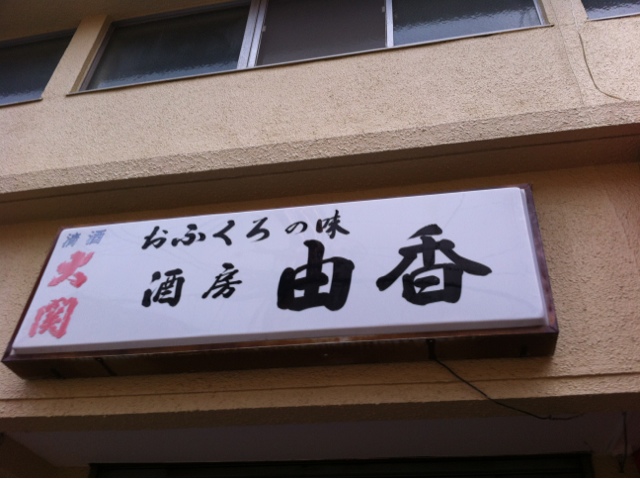 清酒
大関
おふくろの味
酒房 由香